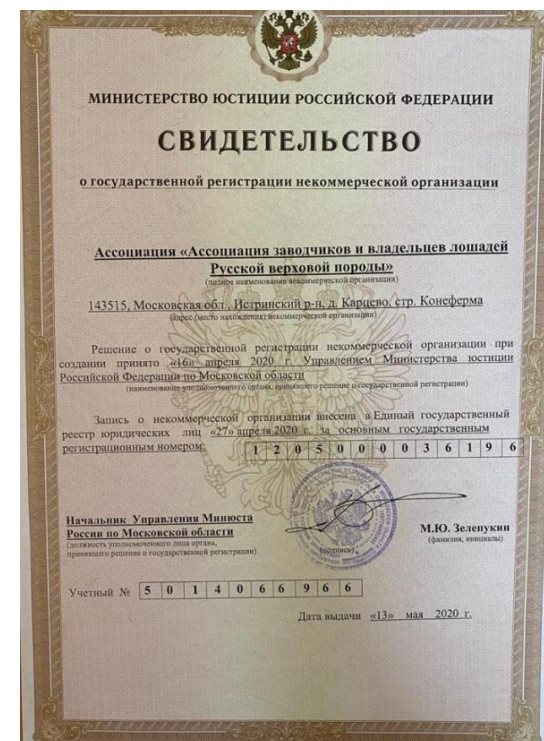 МИНИСТЕРСТВО ЮСТИЦИИ РОССИЙСКОЙ ФЕДЕРАЦИИ
СВИДЕТЕЛЬСТВО
о государственной регистрации некоммерческой организации
Ассоциация «Ассоциация заводчиков и владельцев лошадей
Русской верховой породы»
(полное наименование некоммерческой организации)
143515, Московская обл., Истринский р-н, д. Карцево, стр. Конеферма
(адрес (место нахождения) некоммерческой организации)
Решение о государственной регистрации некоммерческой организации при
создании принято «16» апреля 2020 г. Управлением Министерства юстиции
Российской Федерации по Московской области
(наименование уполномоченного органа, принявшего решение о государственной регистрации)
Запись о некоммерческой организации внесена в Единый государственный
реестр юридических лиц «27» апреля 2020 г. за основным государственным
регистрационным номером: 1 2 0 5 0 0 0 0 3 6 1 9 6
Начальник Управления Минюста
России по Московской области
(должность уполномоченного лица органа,
принявшего решение о государственной регистрации)
(подпись)
М.Ю. Зелепукин
(фамилия, инициалы)
Учетный № 5 0 1 4 0 6 6 9 6 6
Дата выдачи «13» мая 2020 г.